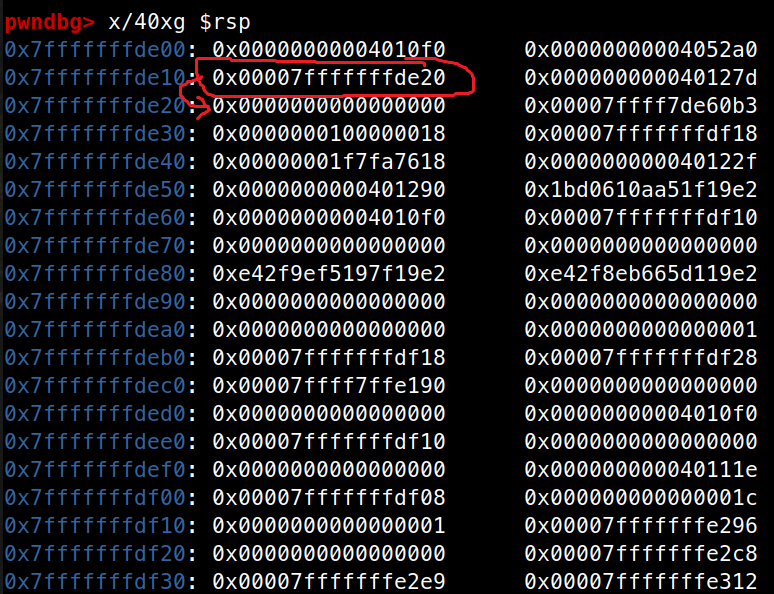 pwndbg> x/40xg $rsp
0x7fffffffde00: 0x00000000004010f0 0x00000000004052a0
0x7fffffffde10: 0x00007fffffffde20 0x000000000040127d
0x7fffffffde20: 0x0000000000000000 0x00007ffff7de60b3
0x7fffffffde30: 0x0000000100000018 0x00007fffffffdf18
0x7fffffffde40: 0x00000001f7fa7618 0x000000000040122f
0x7fffffffde50: 0x0000000000401290 0x1bd0610aa51f19e2
0x7fffffffde60: 0x00000000004010f0 0x00007fffffffdf10
0x7fffffffde70: 0x0000000000000000 0x0000000000000000
0x7fffffffde80: 0xe42f9ef5197f19e2 0xe42f8eb665d119e2
0x7fffffffde90: 0x0000000000000000 0x0000000000000000
0x7fffffffdea0: 0x0000000000000000 0x0000000000000001
0x7fffffffdeb0: 0x00007fffffffdf18 0x00007fffffffdf28
0x7fffffffdec0: 0x00007ffff7ffe190 0x0000000000000000
0x7fffffffded0: 0x0000000000000000 0x00000000004010f0
0x7fffffffdee0: 0x00007fffffffdf10 0x0000000000000000
0x7fffffffdef0: 0x0000000000000000 0x000000000040111e
0x7fffffffdf00: 0x00007fffffffdf08 0x000000000000001c
0x7fffffffdf10: 0x0000000000000001 0x00007fffffffe296
0x7fffffffdf20: 0x0000000000000000 0x00007fffffffe2c8
0x7fffffffdf30: 0x00007fffffffe2e9 0x00007fffffffe312